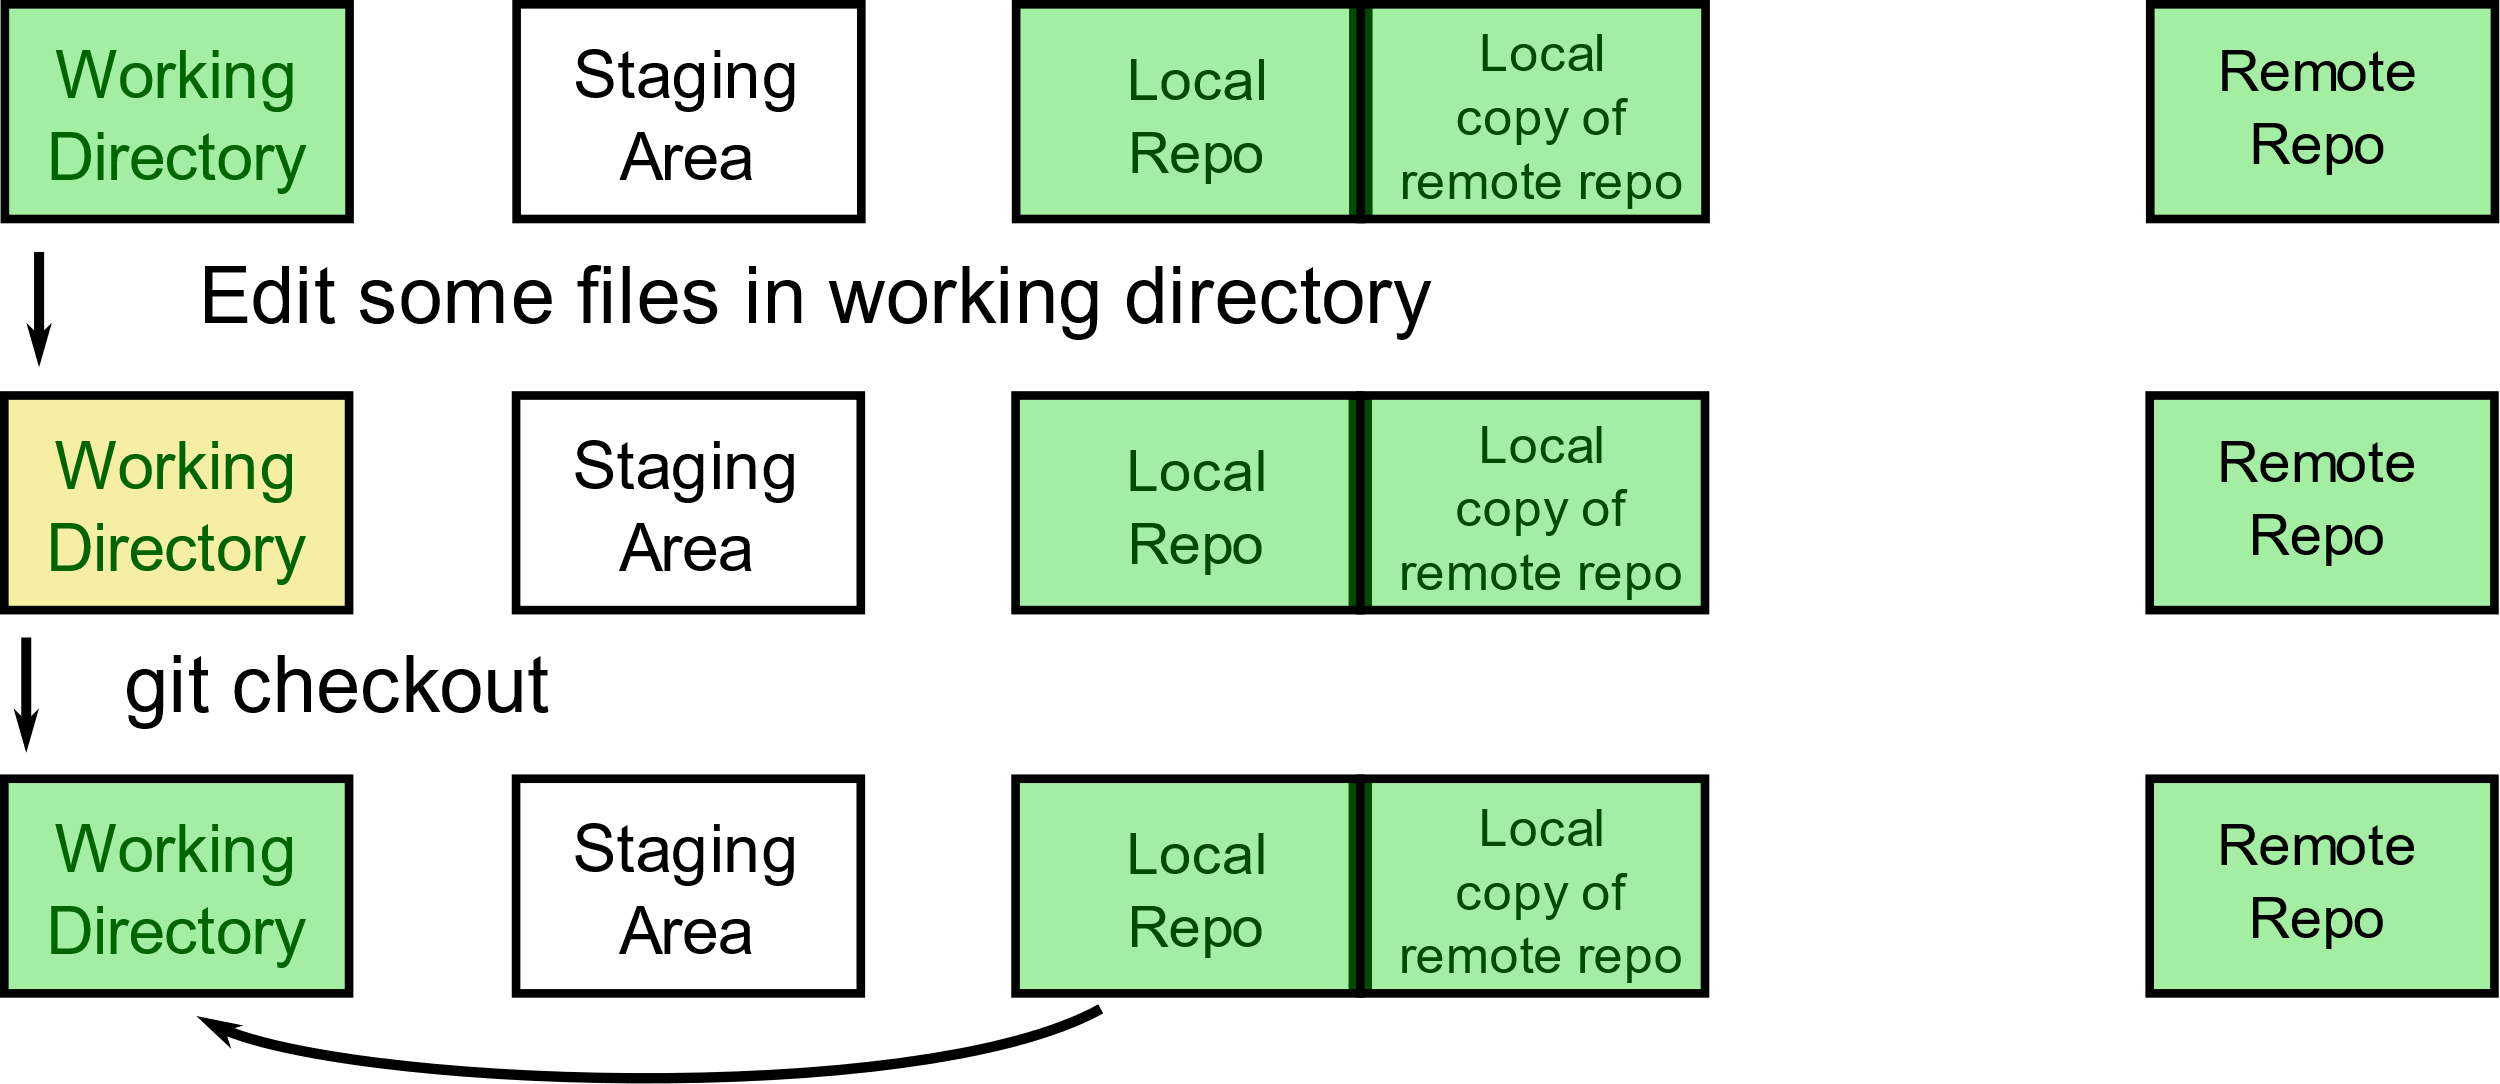 Working
Directory
Staging
Area
Local
Repo
Local
copy of
remote repo
Remote
Repo
Edit some files in working directory
Working
Directory
Staging
Area
Local
Repo
Local
copy of
remote repo
Remote
Repo
git checkout
Working
Directory
Staging
Area
Local
Repo
Local
copy of
remote repo
Remote
Repo